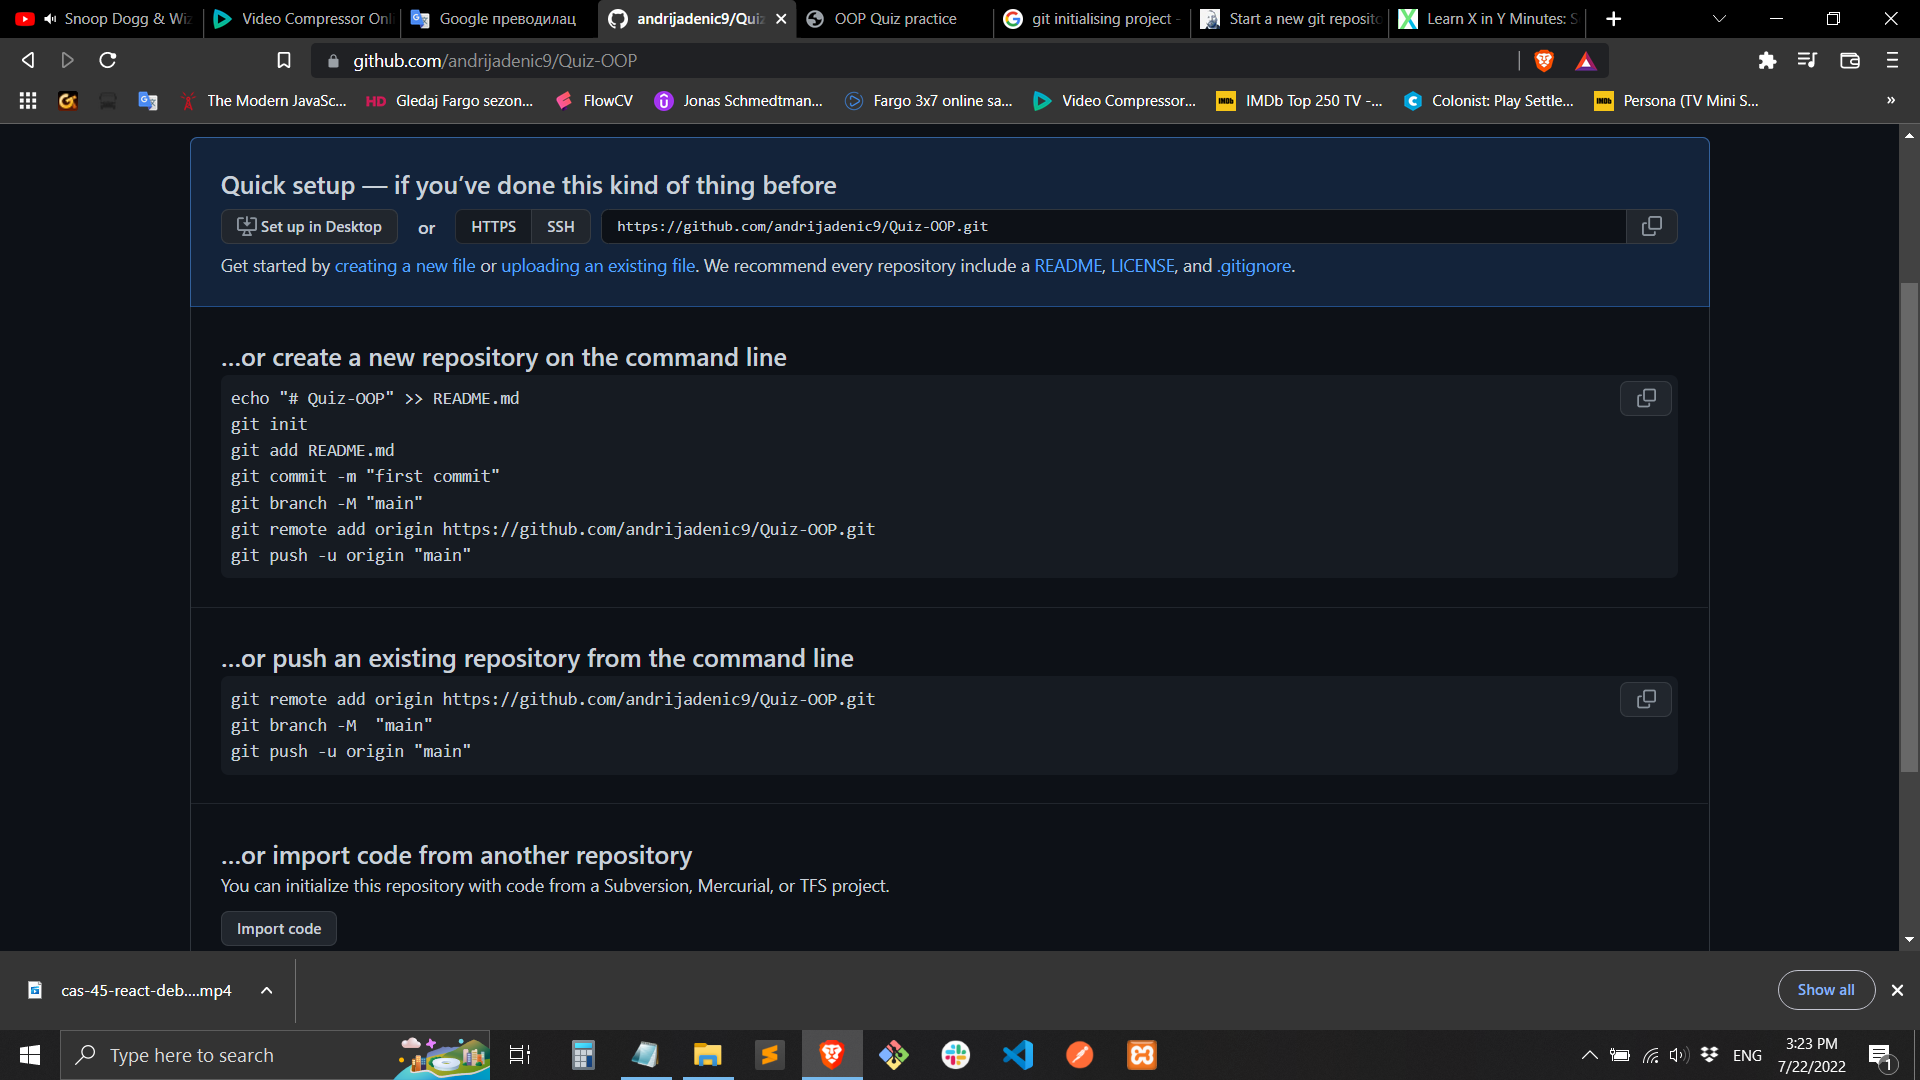 Snoop Dogg & Wiz
Video Compressor Onli
Google преводилац
andrijadenic9/Quiz
OOP Quiz practice
git initialising project -
Start a new git reposito
Learn X in Y Minutes: S
github.com/andrijadenic9/Quiz-OOP
The Modern JavaSc...
HD
Gledaj Fargo sezon...
FlowCV
Jonas Schmedtman...
Fargo 3x7 online sa...
Video Compressor...
IMDb
IMDb Top 250 TV -...
Colonist: Play Settle...
IMDb
Persona (TV Mini S...
»
Quick setup — if you’ve done this kind of thing before
Set up in Desktop or HTTPS SSH https://github.com/andrijadenic9/Quiz-OOP.git
Get started by creating a new file or uploading an existing file. We recommend every repository include a README, LICENSE, and .gitignore.
…or create a new repository on the command line
echo "# Quiz-OOP" >> README.md
git init
git add README.md
git commit -m "first commit"
git branch -M "main"
git remote add origin https://github.com/andrijadenic9/Quiz-OOP.git
git push -u origin "main"
…or push an existing repository from the command line
git remote add origin https://github.com/andrijadenic9/Quiz-OOP.git
git branch -M  "main"
git push -u origin "main"
…or import code from another repository
You can initialize this repository with code from a Subversion, Mercurial, or TFS project.
Import code
cas-45-react-deb....mp4
Show all
Type here to search
ENG
3:23 PM
7/22/2022
1